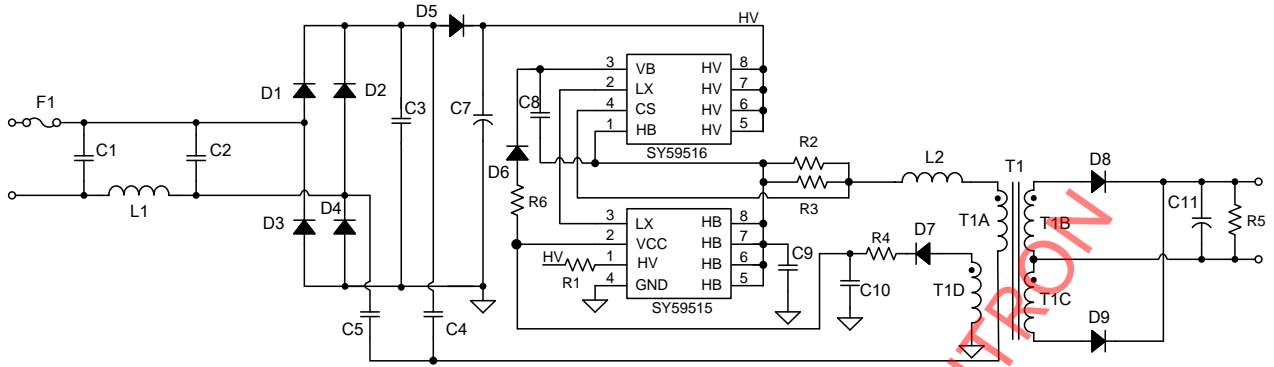 D5
HV
F1
D1
D2
C3
C7
C8
3 VB HV 8
2 LX HV 7
4 CS HV 6
1 HB HV 5
SY59516
C1
C2
L1
D3
D4
D6
R6
R2
R3
L2
T1
D8
T1A
T1B
C11
R5
3 LX HB 8
2 VCC HB 7
1 HV HB 6
4 GND HB 5
SY59515
HV
R1
C9
R4
D7
C10
T1D
T1C
D9
C5
C4
TRON